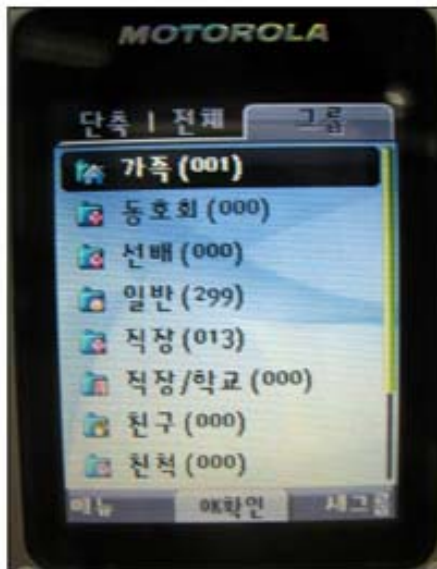 MOTOROLA
단축 | 전체 그룹
가족 (001)
동호회 (000)
선배 (000)
일반 (299)
직장 (013)
직장/학교 (000)
친구 (000)
친척 (000)
메뉴 OK확인 새그룹